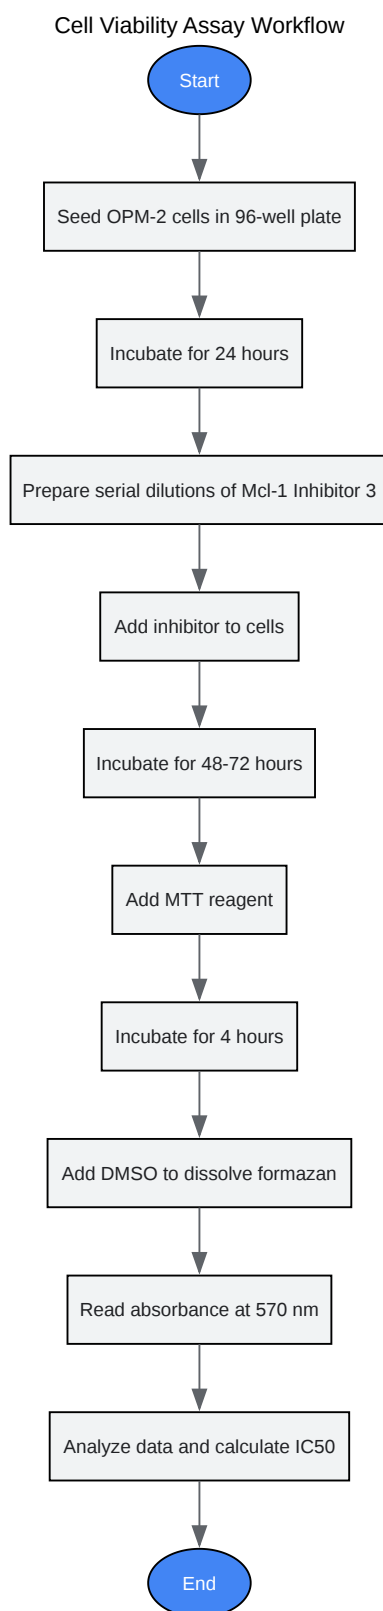 Cell Viability Assay Workflow
Start
Seed OPM-2 cells in 96-well plate
Incubate for 24 hours
Prepare serial dilutions of Mcl-1 Inhibitor 3
Add inhibitor to cells
Incubate for 48-72 hours
Add MTT reagent
Incubate for 4 hours
Add DMSO to dissolve formazan
Read absorbance at 570 nm
Analyze data and calculate IC50
End